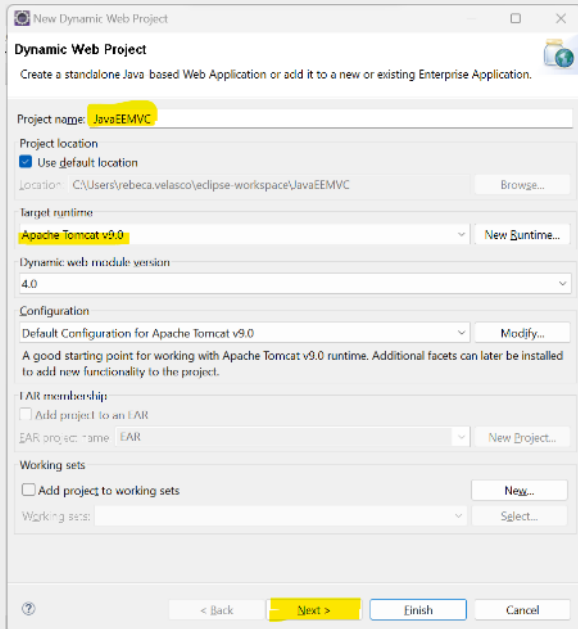 New Dynamic Web Project
Dynamic Web Project
Create a standalone Java based Web Application or add it to a new or existing Enterprise Application.
Project name: JavaEEMVC
Project location
Use default location
Location: C:\Users\rebeca.velasco\eclipse-workspace\JavaEEMVC Browse...
Target runtime
Apache Tomcat v9.0 New Runtime...
Dynamic web module version
4.0
Configuration
Default Configuration for Apache Tomcat v9.0 Modify...
A good starting point for working with Apache Tomcat v9.0 runtime. Additional facets can later be installed
to add new functionality to the project.
EAR membership
Add project to an EAR
EAR project name: EAR New Project...
Working sets
Add project to working sets New...
Working sets: Select...
? < Back Next > Finish Cancel